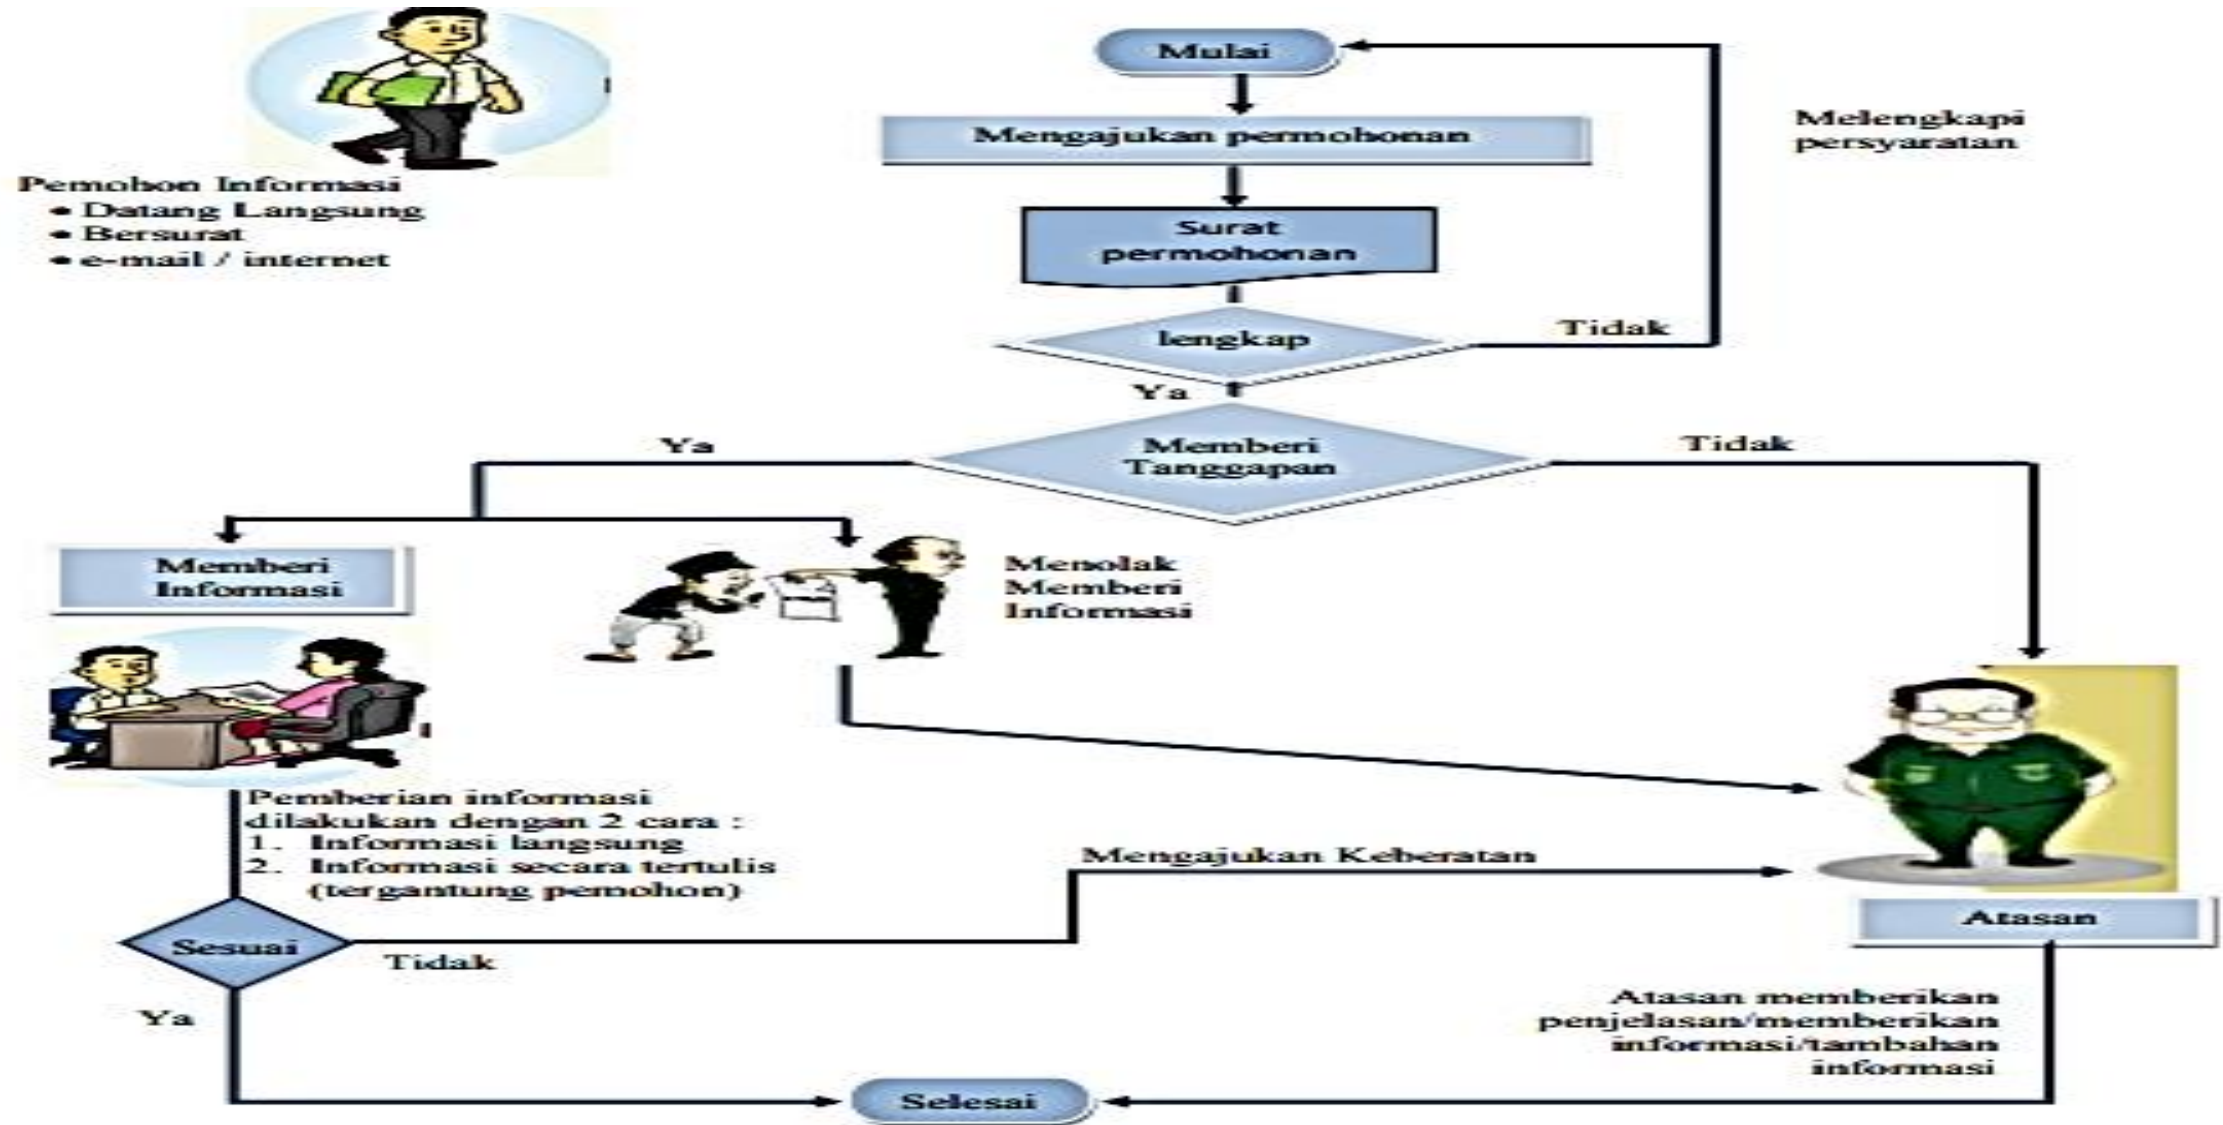 Mulai
Mengajukan permohonan
Melengkapi
persyaratan
Pemohon Informasi
• Datang Langsung
• Bersurat
• e-mail / internet
Surat
permohonan
lengkap
Tidak
Ya
Memberi
Tanggapan
Ya
Tidak
Memberi
Informasi
Menolak
Memberi
Informasi
Pemberian informasi
dilakukan dengan 2 cara :
1. Informasi langsung
2. Informasi secara tertulis
(tergantung pemohon)
Mengajukan Keberatan
Atasan
Sesuai
Tidak
Ya
Atasan memberikan
penjelasan/memberikan
informasi/tambahan
informasi
Selesai